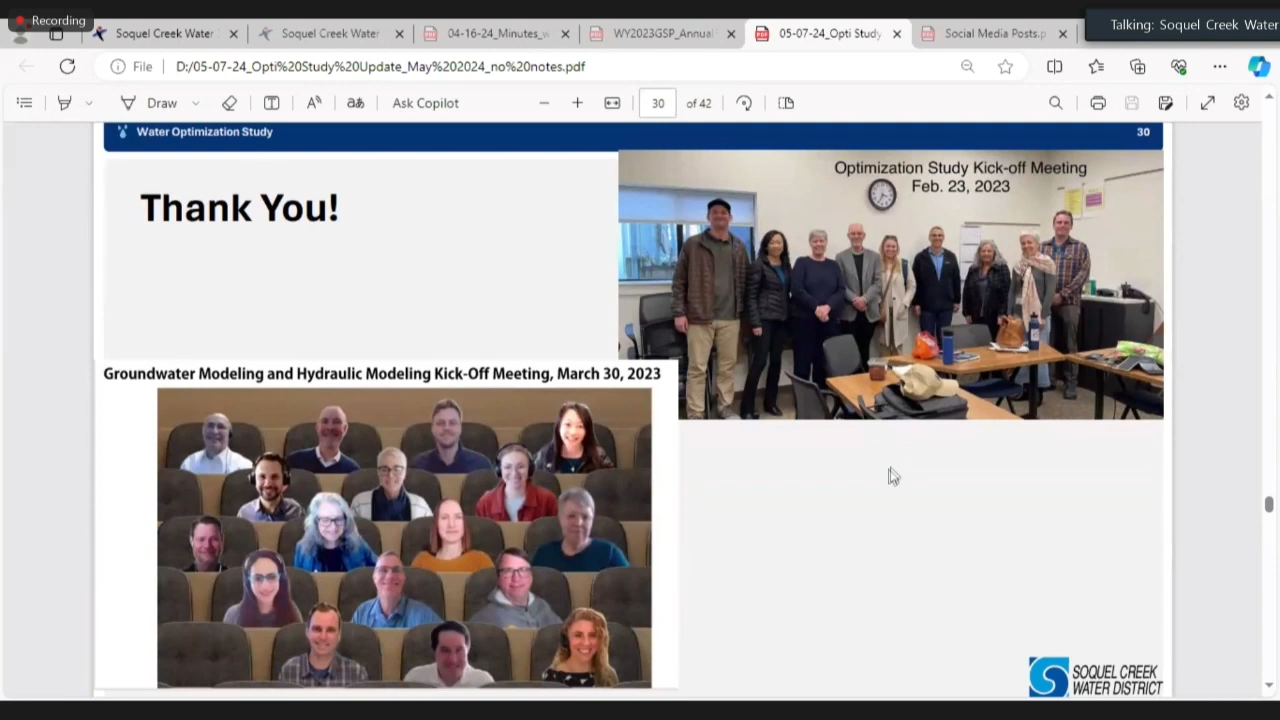 Recording
Talking: Soquel Creek Water
Soquel Creek Water
Soquel Creek Water
04-16-24_Minutes_w
WY2023GSP_Annual
05-07-24_Opti Study
Social Media Posts.p
File
D:/05-07-24_Opti%20Study%20Update_May%202024_no%20notes.pdf
Draw
Ask Copilot
30
of 42
Water Optimization Study
30
Thank You!
Optimization Study Kick-off Meeting
Feb. 23, 2023
Groundwater Modeling and Hydraulic Modeling Kick-Off Meeting, March 30, 2023
SOQUEL CREEK
WATER DISTRICT